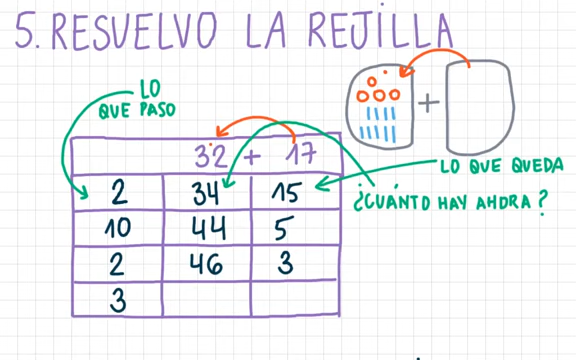 5. RESUELVO LA REJILLA
LO
QUE PASO
+
32 + 17
LO QUE QUEDA
2 34 15
¿CUÁNTO HAY AHORA?
10 44 5
2 46 3
3